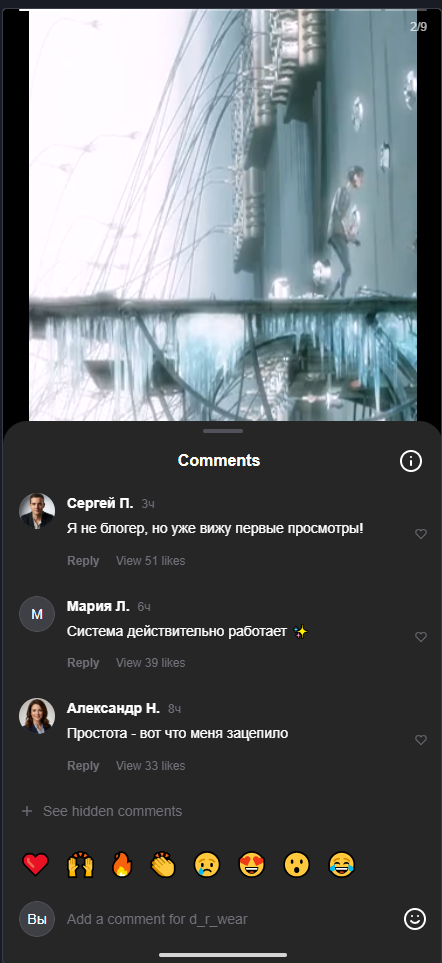 2/9
Comments
Сергей П. 3ч
Я не блогер, но уже вижу первые просмотры!
Reply View 51 likes
М
Мария Л. 6ч
Система действительно работает ✨
Reply View 39 likes
Александр Н. 8ч
Простота - вот что меня зацепило
Reply View 33 likes
+ See hidden comments
Вы Add a comment for d_r_wear